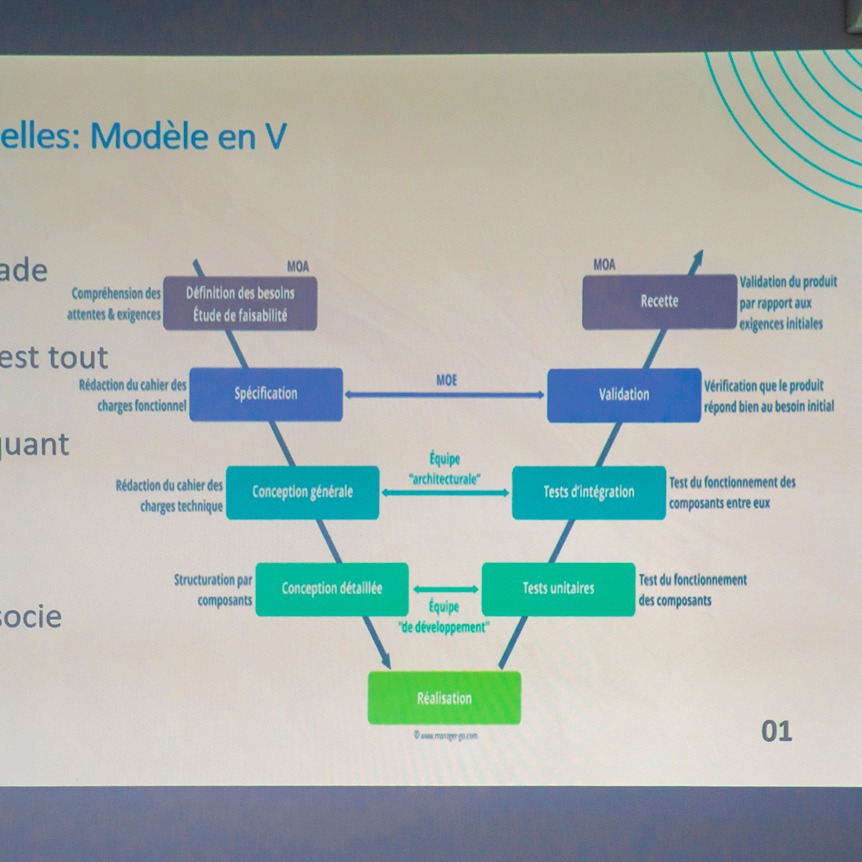 elles: Modèle en V
ade
est tout
quant
socie
MOA
Compréhension des
attentes & exigences
Définition des besoins
Étude de faisabilité
MOA
Recette
Validation du produit
par rapport aux
exigences initiales
Rédaction du cahier des
charges fonctionnel
Spécification
MOE
Validation
Vérification que le produit
répond bien au besoin initial
Rédaction du cahier des
charges technique
Conception générale
Équipe
"architecturale"
Tests d'intégration
Test du fonctionnement des
composants entre eux
Structuration par
composants
Conception détaillée
Équipe
"de développement"
Tests unitaires
Test du fonctionnement
des composants
Réalisation
© www.manager-go.com
01